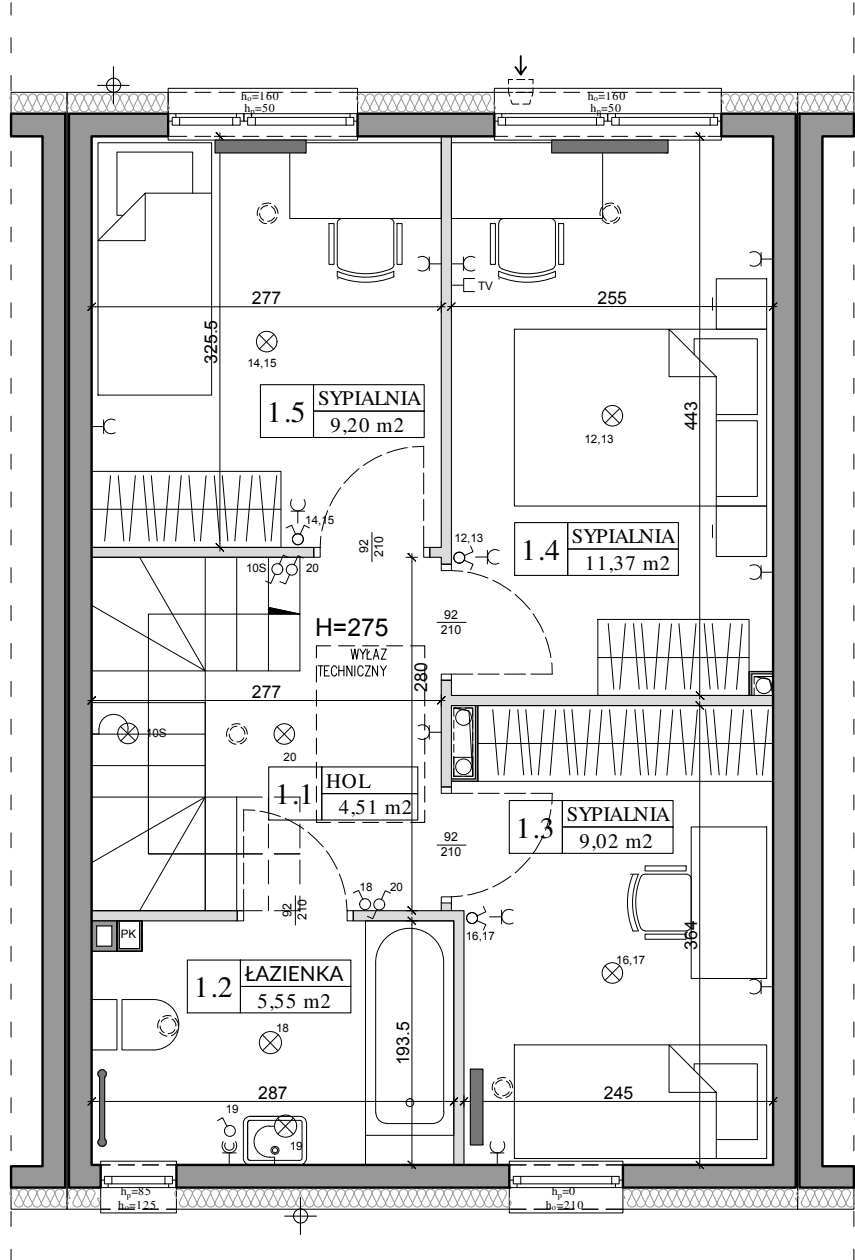 h₀=160
hₚ=50
h₀=160
hₚ=50
TV
277
255
325.5
14,15
1.5
SYPIALNIA
9,20 m2
443
12,13
14,15
92
210
12,13
1.4
SYPIALNIA
11,37 m2
10S
20
H=275
92
210
WYŁAZ
TECHNICZNY
280
277
10S
20
1.1
HOL
4,51 m2
1.3
SYPIALNIA
9,02 m2
92
210
18
20
92
210
PK
16,17
364
1.2
ŁAZIENKA
5,55 m2
16,17
18
193.5
287
245
19
19
hₚ=85
h₀=125
hₚ=0
h₀=210